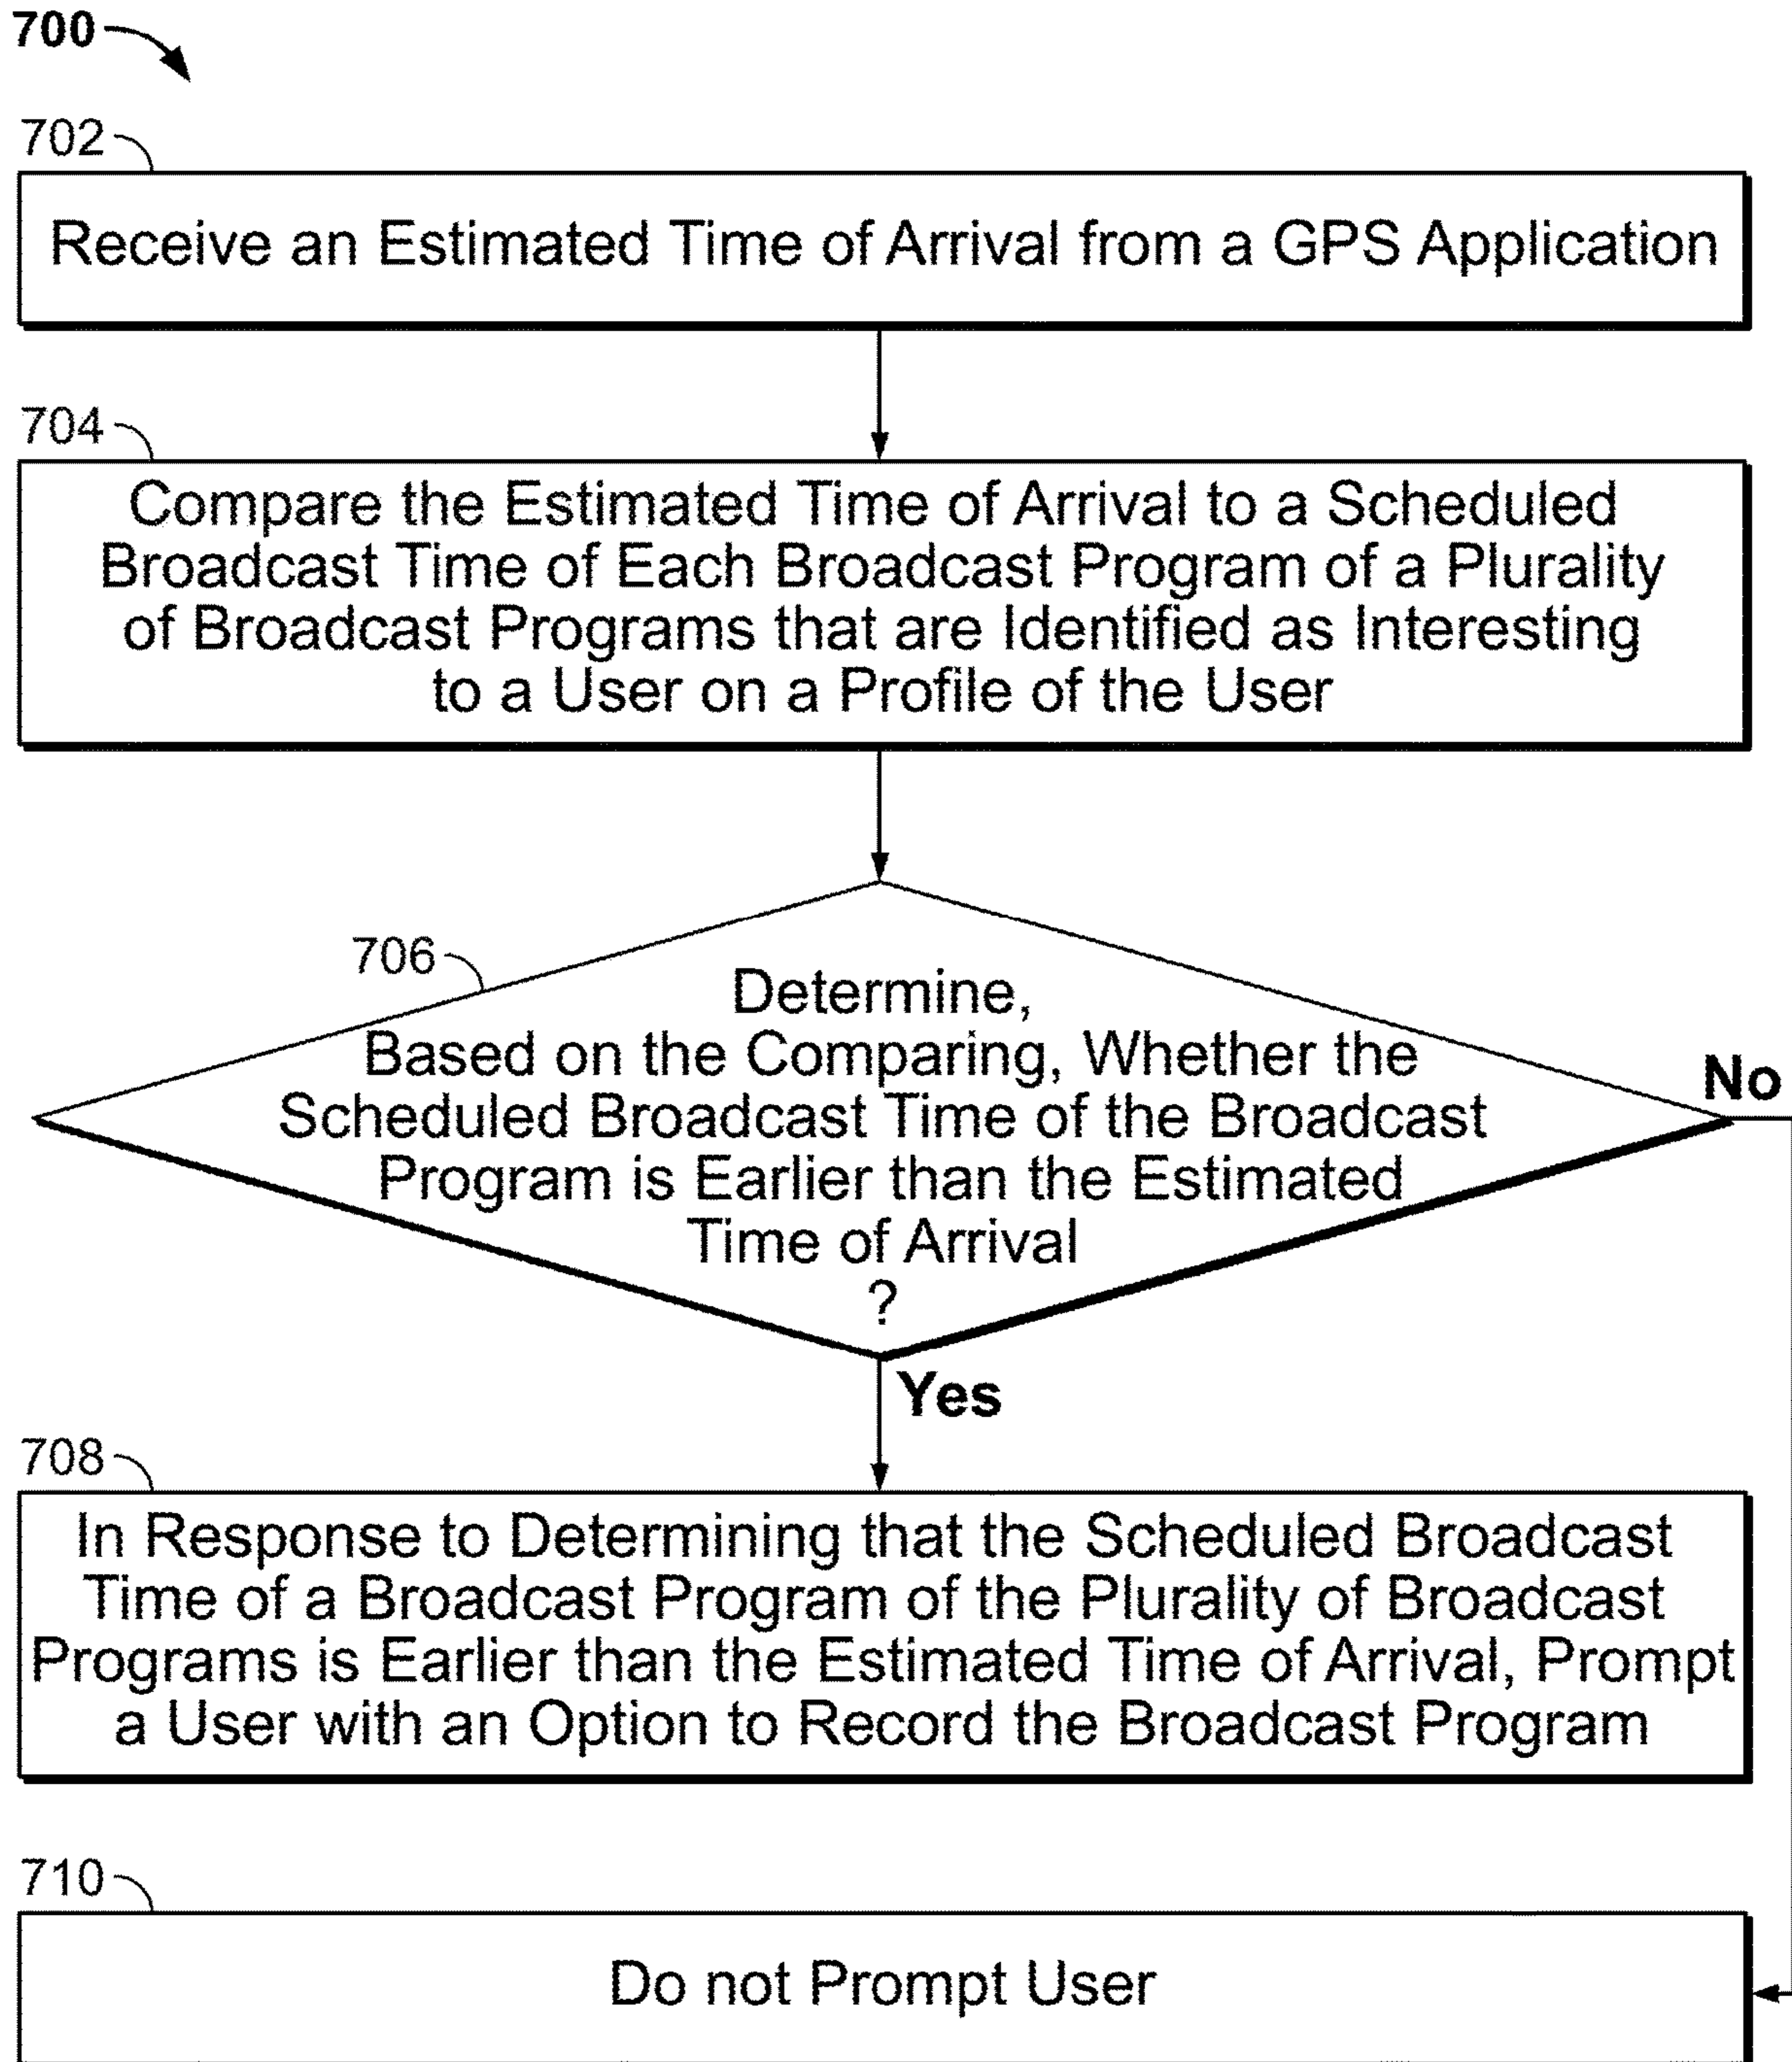 700
702
Receive an Estimated Time of Arrival from a GPS Application
704
Compare the Estimated Time of Arrival to a Scheduled
Broadcast Time of Each Broadcast Program of a Plurality
of Broadcast Programs that are Identified as Interesting
to a User on a Profile of the User
706
Determine,
Based on the Comparing, Whether the
Scheduled Broadcast Time of the Broadcast
Program is Earlier than the Estimated
Time of Arrival
?
No
Yes
708
In Response to Determining that the Scheduled Broadcast
Time of a Broadcast Program of the Plurality of Broadcast
Programs is Earlier than the Estimated Time of Arrival, Prompt
a User with an Option to Record the Broadcast Program
710
Do not Prompt User